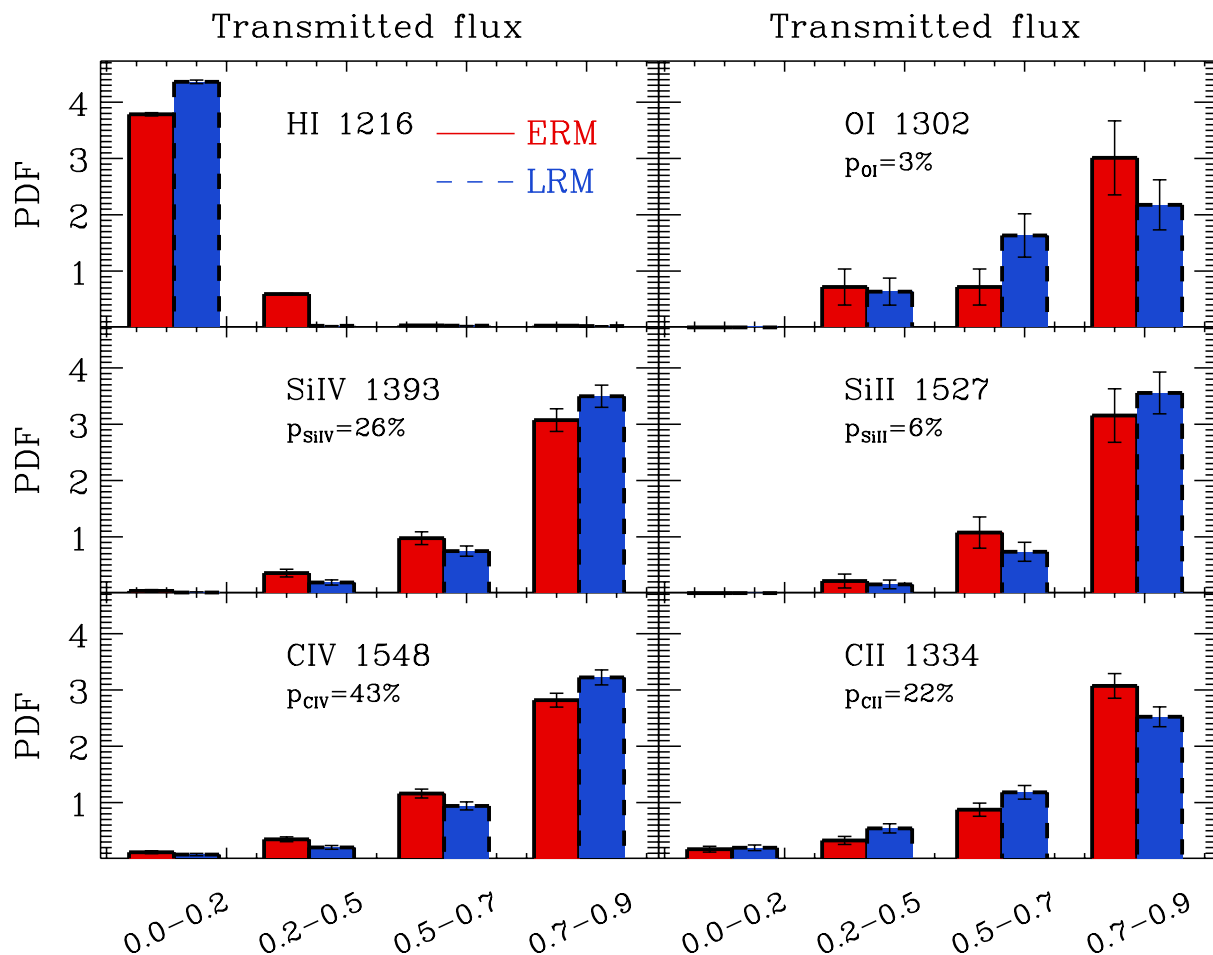 Transmitted flux
Transmitted flux
PDF
4
3
2
1
HI 1216
ERM
LRM
OI 1302
pOI=3%
PDF
4
3
2
1
SiIV 1393
pSiIV=26%
SiII 1527
pSiII=6%
PDF
4
3
2
1
CIV 1548
pCIV=43%
CII 1334
pCII=22%
0.0-0.2
0.2-0.5
0.5-0.7
0.7-0.9
0.0-0.2
0.2-0.5
0.5-0.7
0.7-0.9